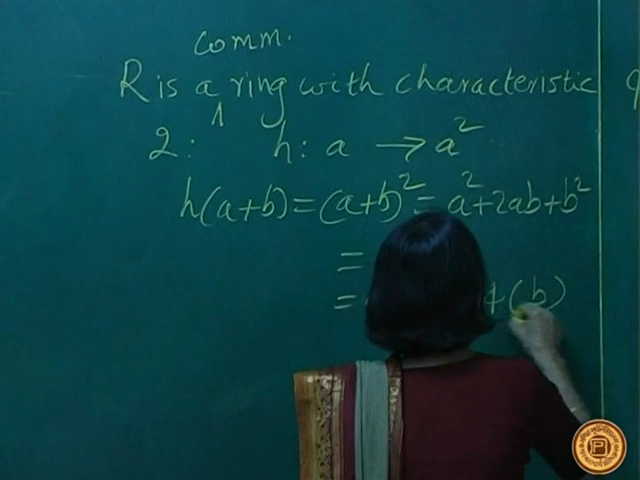 comm.
R is a ring with characteristic
2: h: a → a²
h(a+b) = (a+b)² = a²+2ab+b²
=
= (b)